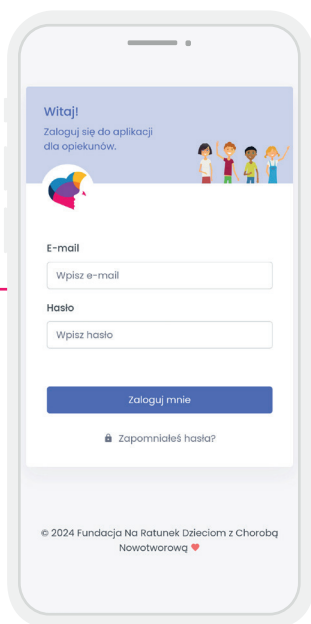 Witaj!
Zaloguj się do aplikacji
dla opiekunów.
E-mail
Wpisz e-mail
Hasło
Wpisz hasło
Zaloguj mnie
Zapomniałeś hasła?
© 2024 Fundacja Na Ratunek Dzieciom z Chorobą
Nowotworową ♥